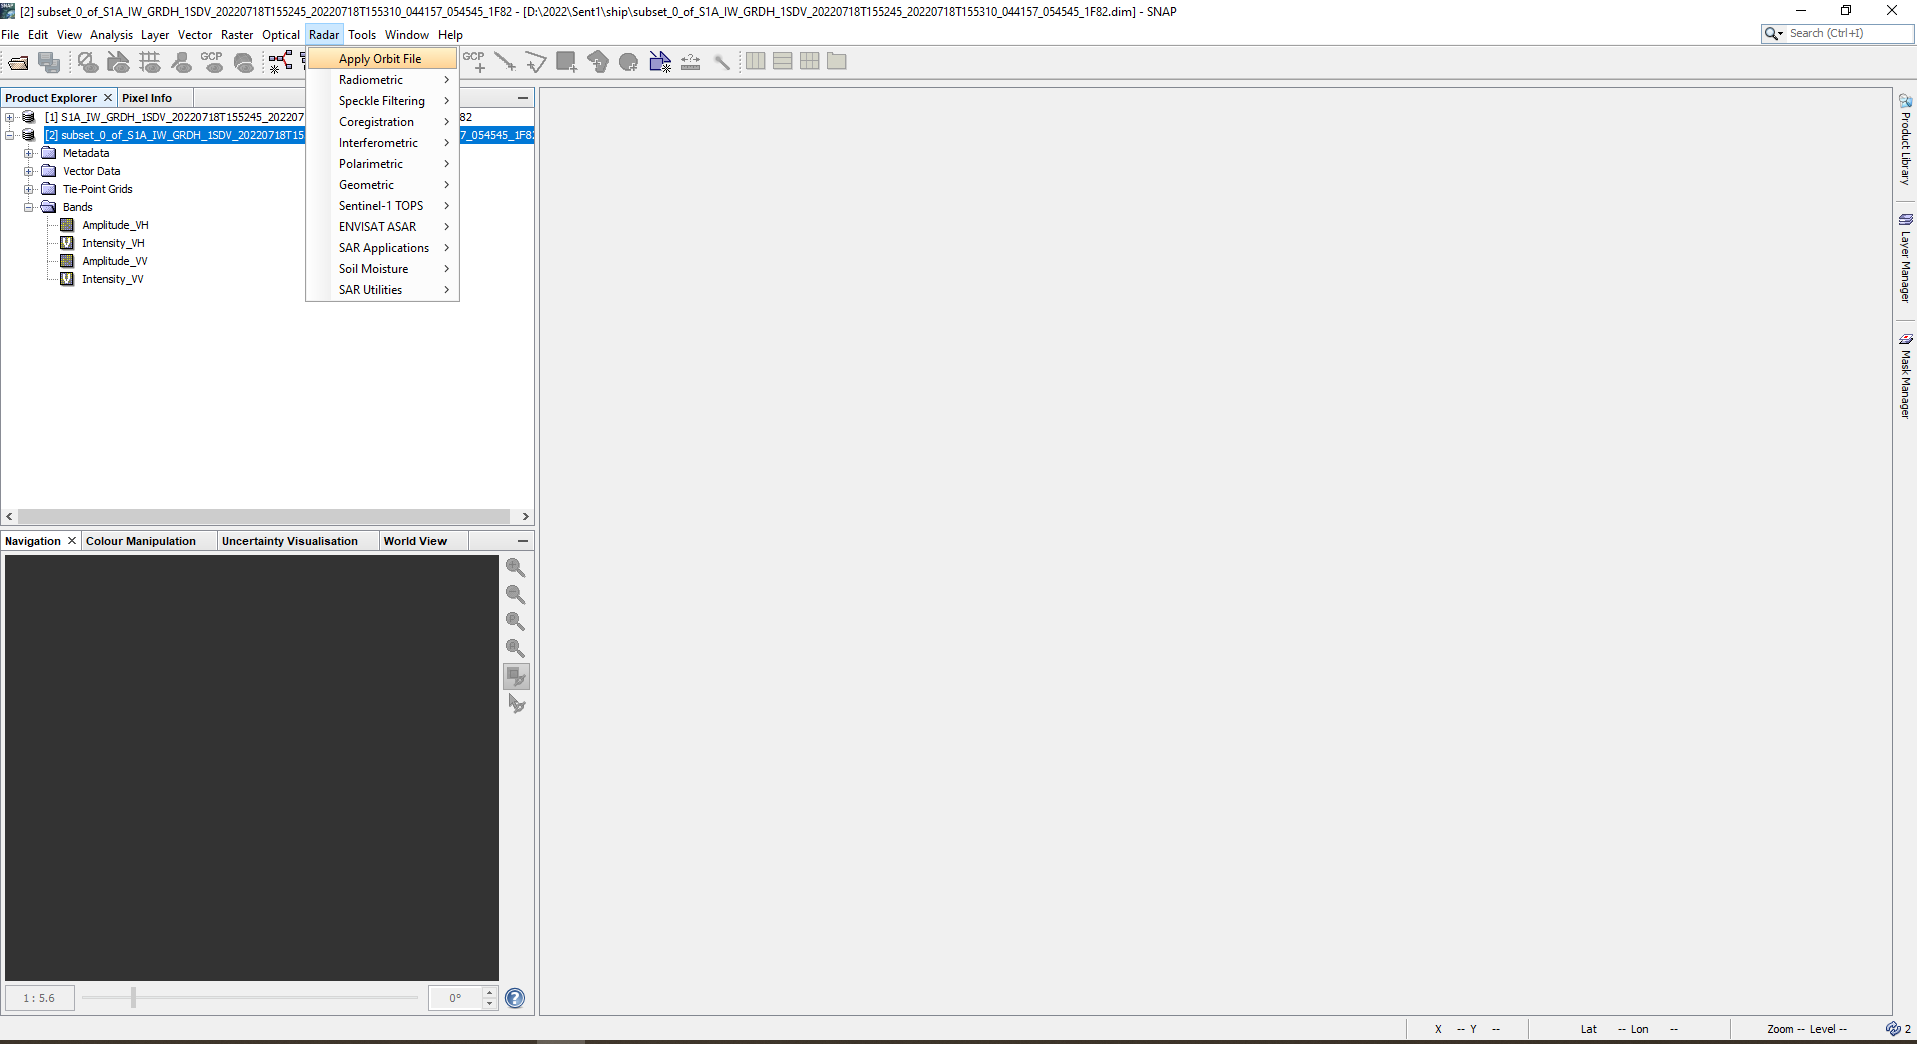 [2] subset_0_of_S1A_IW_GRDH_1SDV_20220718T155245_20220718T155310_044157_054545_1F82 - [D:\2022\Sent1\ship\subset_0_of_S1A_IW_GRDH_1SDV_20220718T155245_20220718T155310_044157_054545_1F82.dim] - SNAP
File Edit View Analysis Layer Vector Raster Optical Radar Tools Window Help
Search (Ctrl+I)
GCP
GCP
Apply Orbit File
Radiometric
Speckle Filtering
Coregistration
Interferometric
Polarimetric
Geometric
Sentinel-1 TOPS
ENVISAT ASAR
SAR Applications
Soil Moisture
SAR Utilities
Product Explorer Pixel Info
[1] S1A_IW_GRDH_1SDV_20220718T155245_202207 82
[2] subset_0_of_S1A_IW_GRDH_1SDV_20220718T15 7_054545_1F82
Metadata
Vector Data
Tie-Point Grids
Bands
Amplitude_VH
Intensity_VH
Amplitude_VV
Intensity_VV
Product Library
Layer Manager
Mask Manager
Navigation Colour Manipulation Uncertainty Visualisation World View
1 : 5.6
0°
X -- Y -- Lat -- Lon -- Zoom -- Level -- 2